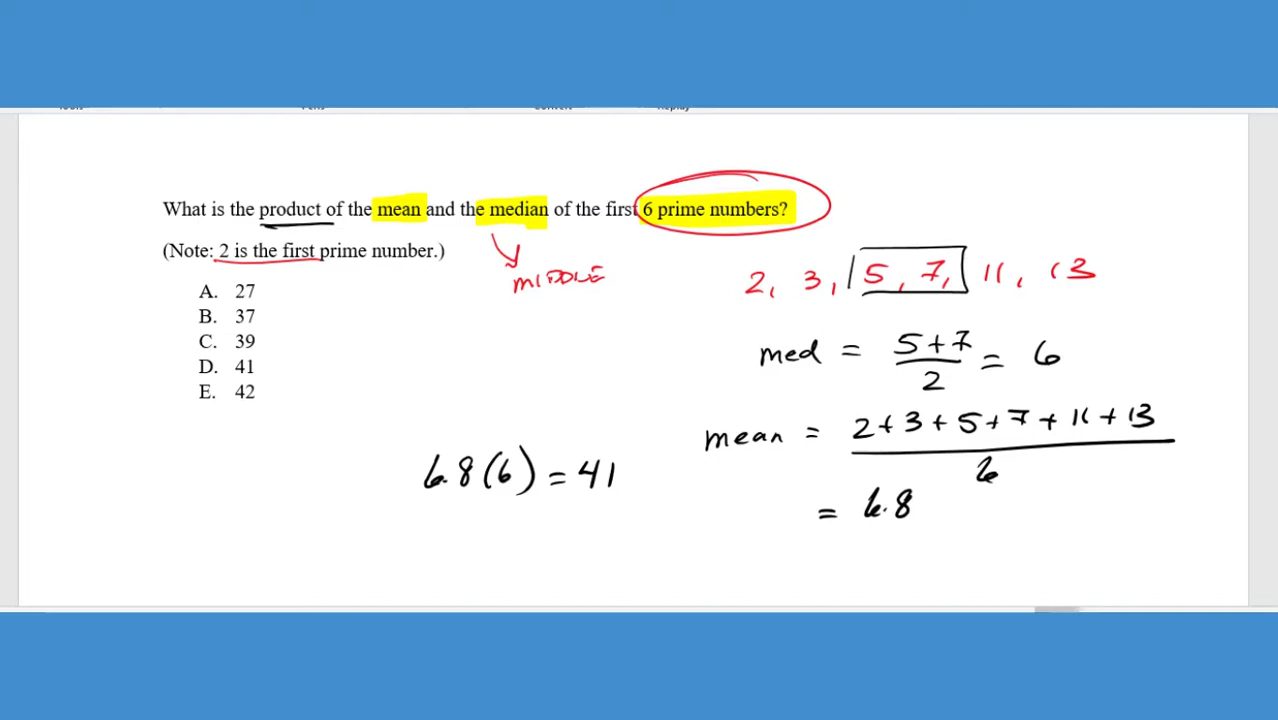 What is the product of the mean and the median of the first 6 prime numbers?
(Note: 2 is the first prime number.)
MIDDLE
2, 3, 5, 7, 11, 13
A. 27
B. 37
C. 39
D. 41
E. 42
med = 5+7 / 2 = 6
mean = 2+3+5+7+11+13 / 6
= 6.8
6.8(6) = 41